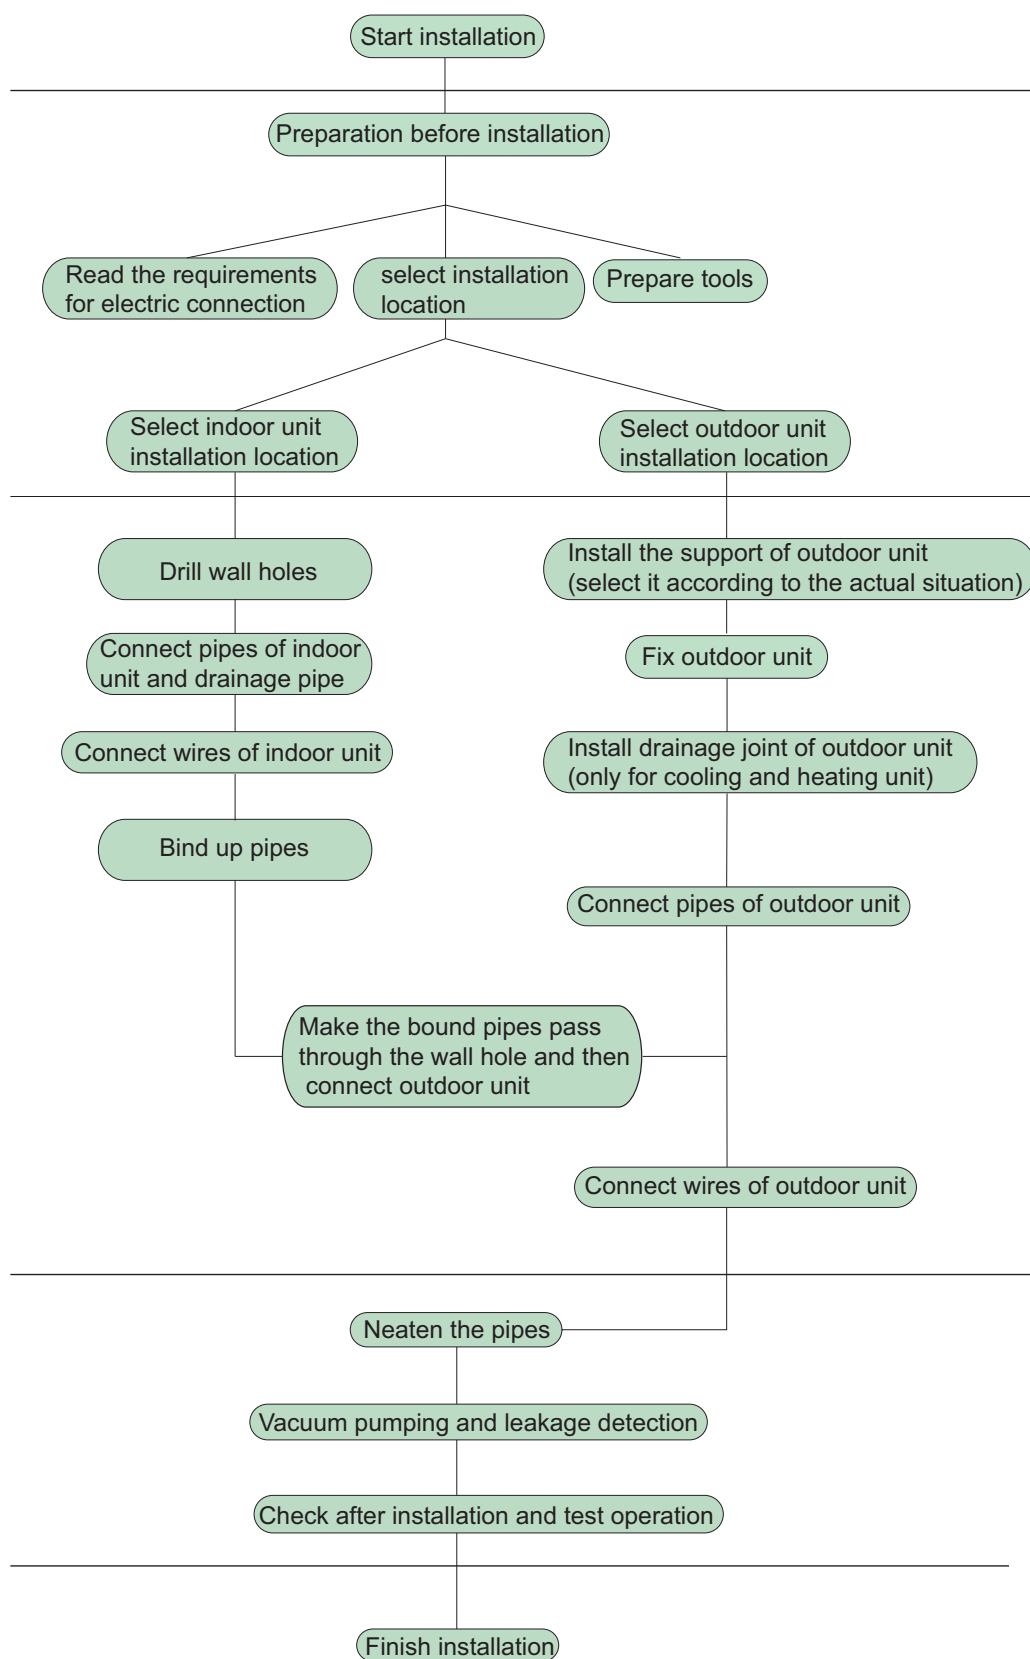 Start installation
Preparation before installation
Read the requirements
for electric connection
select installation
location
Prepare tools
Select indoor unit
installation location
Select outdoor unit
installation location
Drill wall holes
Install the support of outdoor unit
(select it according to the actual situation)
Connect pipes of indoor
unit and drainage pipe
Fix outdoor unit
Connect wires of indoor unit
Install drainage joint of outdoor unit
(only for cooling and heating unit)
Bind up pipes
Connect pipes of outdoor unit
Make the bound pipes pass
through the wall hole and then
connect outdoor unit
Connect wires of outdoor unit
Neaten the pipes
Vacuum pumping and leakage detection
Check after installation and test operation
Finish installation